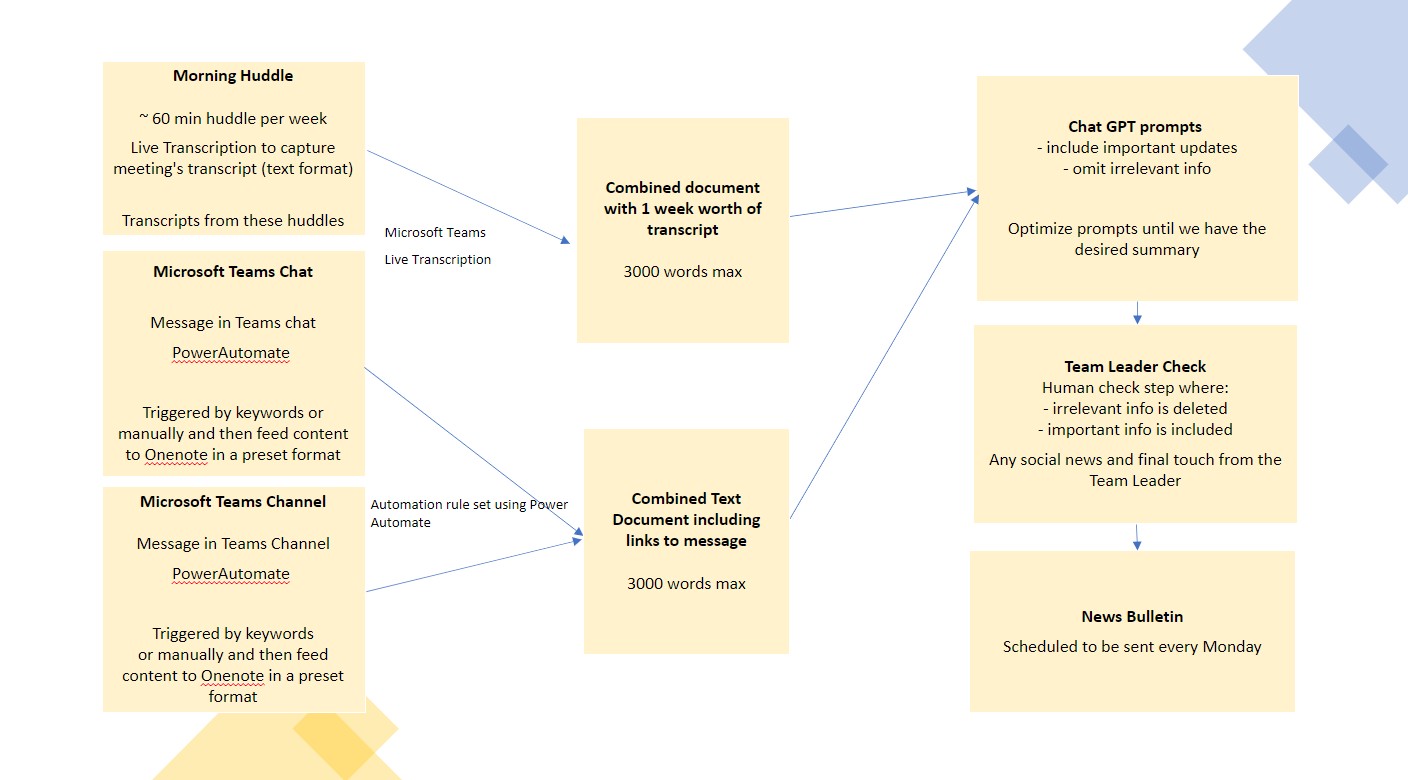 Morning Huddle
~ 60 min huddle per week
Live Transcription to capture
meeting's transcript (text format)
Transcripts from these huddles
Microsoft Teams Chat
Message in Teams chat
PowerAutomate
Triggered by keywords or
manually and then feed content
to Onenote in a preset format
Microsoft Teams Channel
Message in Teams Channel
PowerAutomate
Triggered by keywords
or manually and then feed
content to Onenote in a preset
format
Microsoft Teams
Live Transcription
Automation rule set using Power
Automate
Combined document
with 1 week worth of
transcript
3000 words max
Combined Text
Document including
links to message
3000 words max
Chat GPT prompts
- include important updates
- omit irrelevant info
Optimize prompts until we have the
desired summary
Team Leader Check
Human check step where:
- irrelevant info is deleted
- important info is included
Any social news and final touch from the
Team Leader
News Bulletin
Scheduled to be sent every Monday